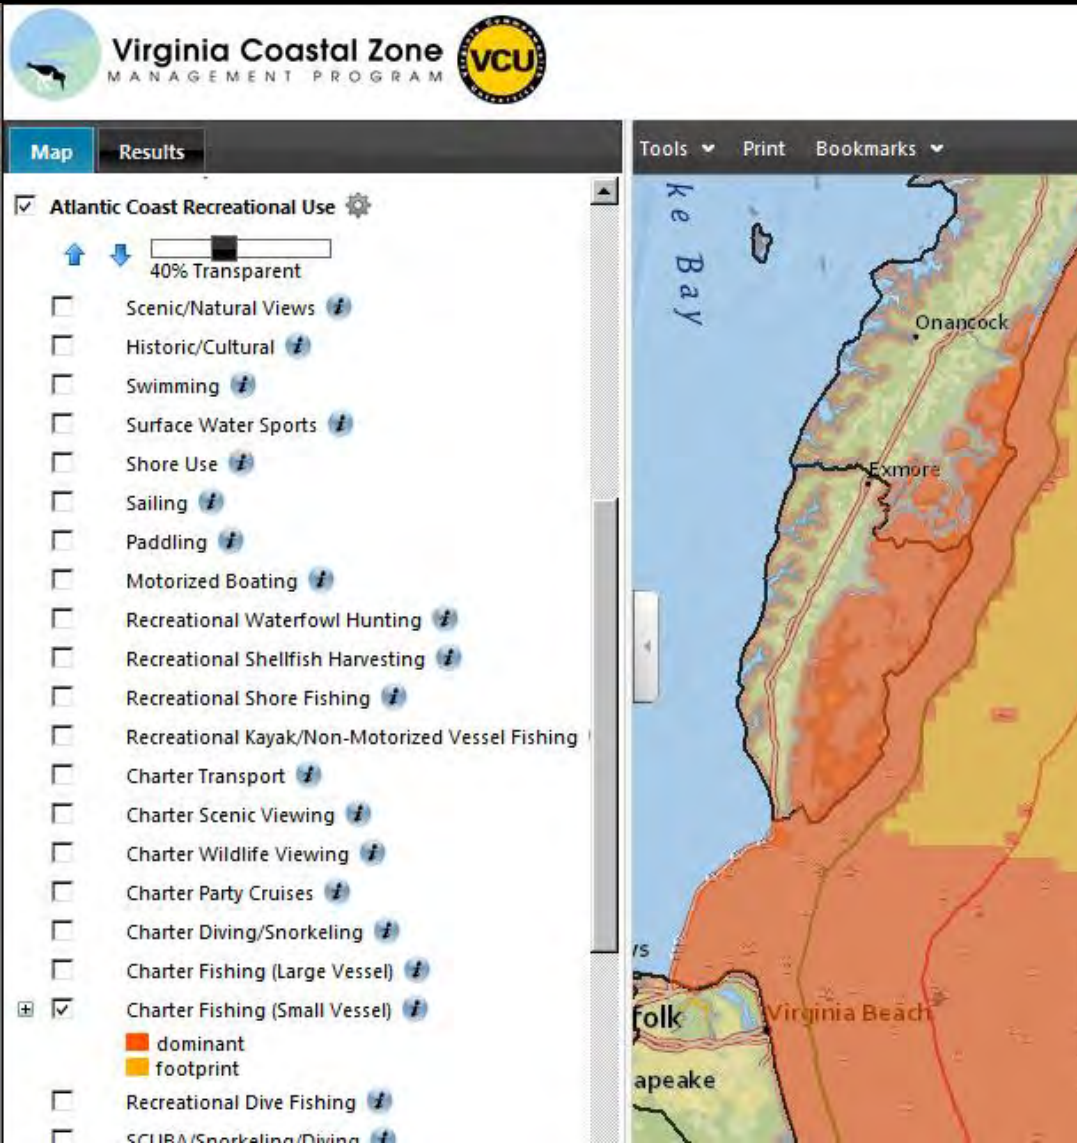 Virginia Coastal Zone
MANAGEMENT PROGRAM
VCU
Map
Results
Tools
Print
Bookmarks
Atlantic Coast Recreational Use
40% Transparent
Scenic/Natural Views
Historic/Cultural
Swimming
Surface Water Sports
Shore Use
Sailing
Paddling
Motorized Boating
Recreational Waterfowl Hunting
Recreational Shellfish Harvesting
Recreational Shore Fishing
Recreational Kayak/Non-Motorized Vessel Fishing
Charter Transport
Charter Scenic Viewing
Charter Wildlife Viewing
Charter Party Cruises
Charter Diving/Snorkeling
Charter Fishing (Large Vessel)
Charter Fishing (Small Vessel)
dominant
footprint
Recreational Dive Fishing
SCUBA/Snorkeling/Diving
ke Bay
Onancock
Exmore
folk
Virginia Beach
apeake